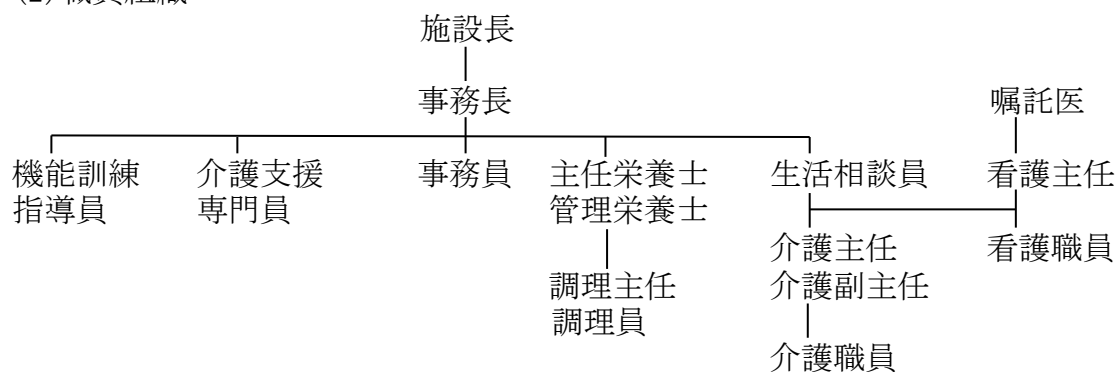 施設長
事務長
嘱託医
機能訓練
指導員
介護支援
専門員
事務員
主任栄養士
管理栄養士
生活相談員
看護主任
介護主任
介護副主任
看護職員
調理主任
調理員
介護職員